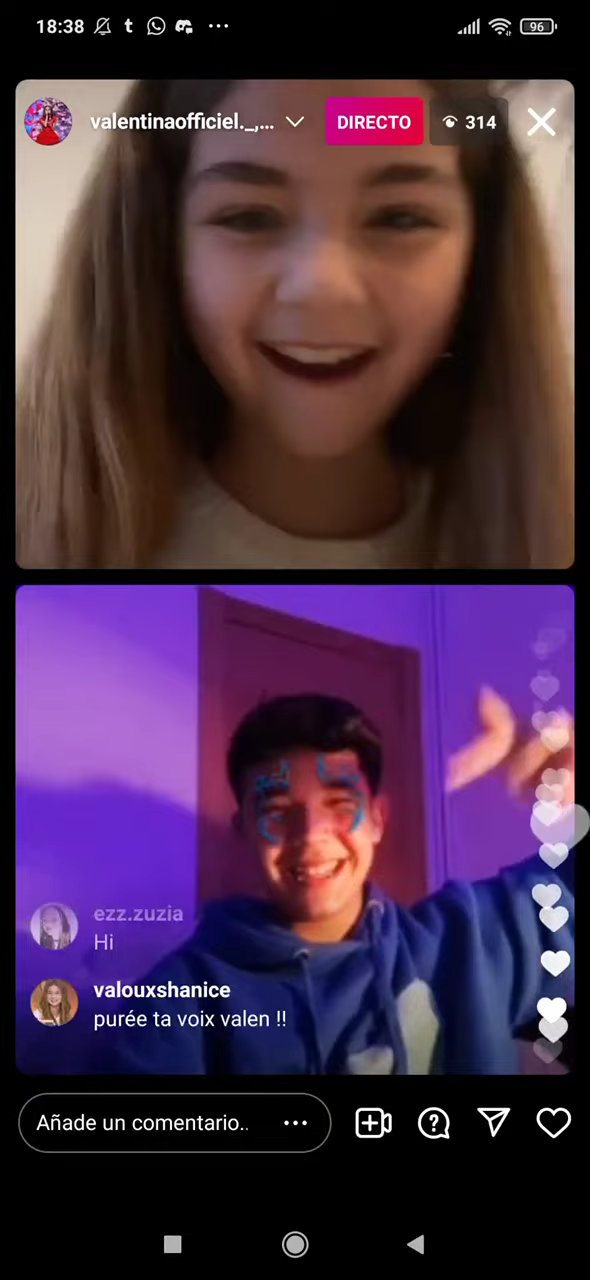 18:38
96
valentinaofficiel._,...
DIRECTO
314
ezz.zuzia
Hi
valouxshanice
purée ta voix valen !!
Añade un comentario..